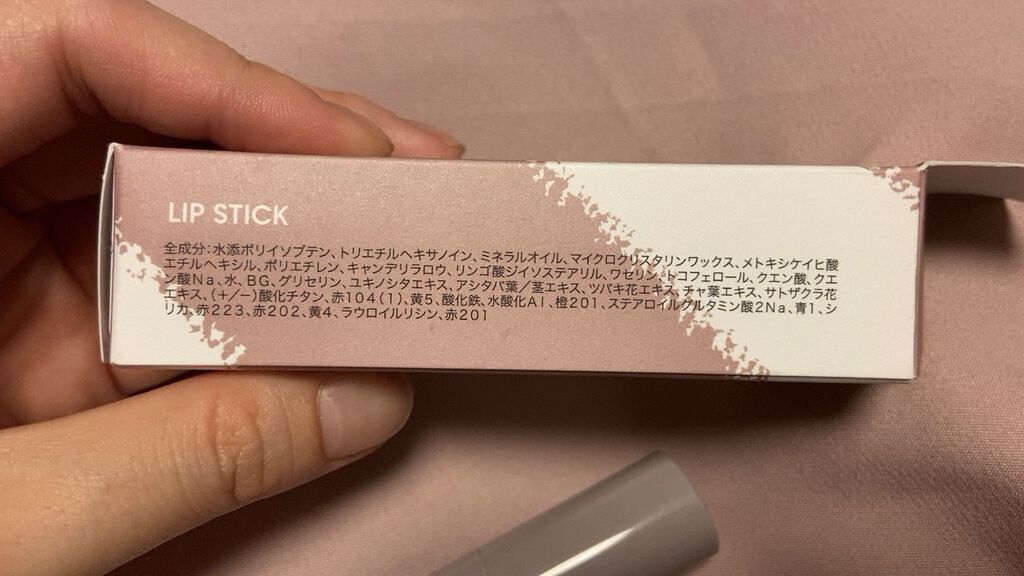 LIP STICK
全成分：水添ポリイソブテン、トリエチルヘキサノイン、ミネラルオイル、マイクロクリスタリンワックス、メトキシケイヒ酸
エチルヘキシル、ポリエチレン、キャンデリラロウ、リンゴ酸ジイソステアリル、ワセリン、トコフェロール、クエン酸、クエ
ン酸Na、水、BG、グリセリン、ユキノシタエキス、アシタバ葉／茎エキス、ツバキ花エキス、チャ葉エキス、サトザクラ花
エキス、（+／−）酸化チタン、赤104（1）、黄5、酸化鉄、水酸化Al、橙201、ステアロイルグルタミン酸2Na、青1、シ
リカ、赤223、赤202、黄4、ラウロイルリシン、赤201